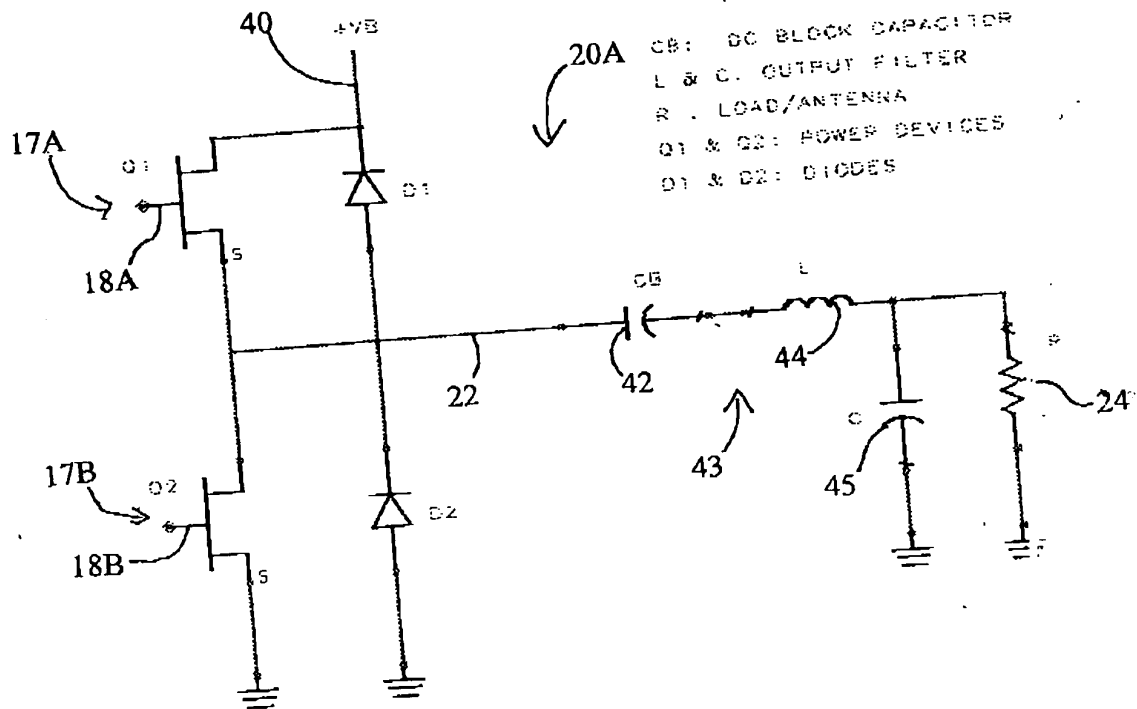 40
+VB
20A
CB: DC BLOCK CAPACITOR
L & C. OUTPUT FILTER
R . LOAD/ANTENNA
Q1 & Q2: POWER DEVICES
D1 & D2: DIODES
17A
Q1
D1
18A
S
CB
L
22
42
44
R
24
43
C
45
17B
Q2
D2
18B
S